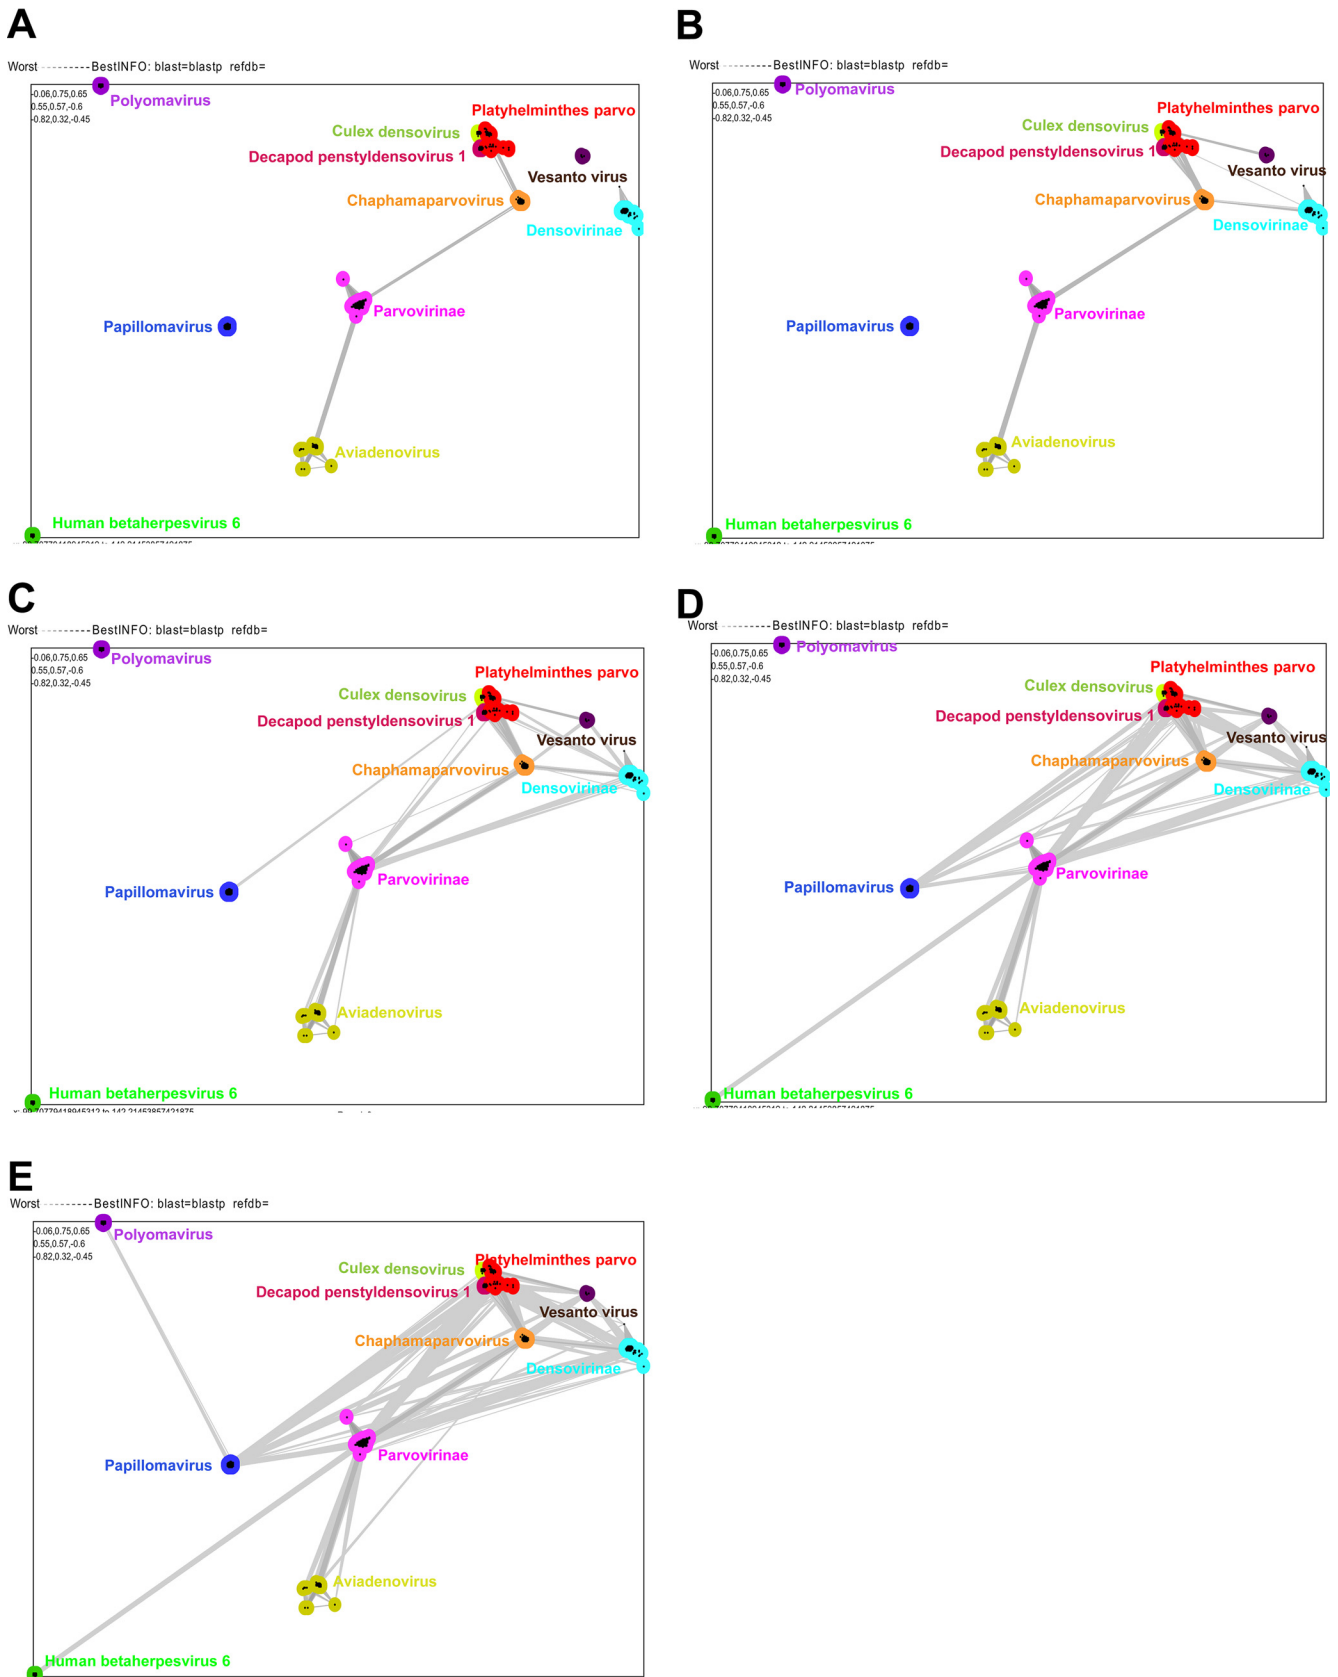 A
Worst ---------BestINFO: blast=blastp refdb=
-0.06,0.75,0.65
0.55,0.57,-0.6
-0.82,0.32,-0.45
Polyomavirus
Platyhelminthes parvo
Culex densovirus
Decapod penstyldensovirus 1
Vesanto virus
Chaphamaparvovirus
Densovirinae
Parvovirinae
Papillomavirus
Aviadenovirus
Human betaherpesvirus 6
B
Worst ---------BestINFO: blast=blastp refdb=
-0.06,0.75,0.65
0.55,0.57,-0.6
-0.82,0.32,-0.45
Polyomavirus
Platyhelminthes parvo
Culex densovirus
Decapod penstyldensovirus 1
Vesanto virus
Chaphamaparvovirus
Densovirinae
Parvovirinae
Papillomavirus
Aviadenovirus
Human betaherpesvirus 6
C
Worst ---------BestINFO: blast=blastp refdb=
-0.06,0.75,0.65
0.55,0.57,-0.6
-0.82,0.32,-0.45
Polyomavirus
Platyhelminthes parvo
Culex densovirus
Decapod penstyldensovirus 1
Vesanto virus
Chaphamaparvovirus
Densovirinae
Parvovirinae
Papillomavirus
Aviadenovirus
Human betaherpesvirus 6
D
Worst ---------BestINFO: blast=blastp refdb=
-0.06,0.75,0.65
0.55,0.57,-0.6
-0.82,0.32,-0.45
Polyomavirus
Platyhelminthes parvo
Culex densovirus
Decapod penstyldensovirus 1
Vesanto virus
Chaphamaparvovirus
Densovirinae
Parvovirinae
Papillomavirus
Aviadenovirus
Human betaherpesvirus 6
E
Worst ---------BestINFO: blast=blastp refdb=
-0.06,0.75,0.65
0.55,0.57,-0.6
-0.82,0.32,-0.45
Polyomavirus
Platyhelminthes parvo
Culex densovirus
Decapod penstyldensovirus 1
Vesanto virus
Chaphamaparvovirus
Densovirinae
Parvovirinae
Papillomavirus
Aviadenovirus
Human betaherpesvirus 6